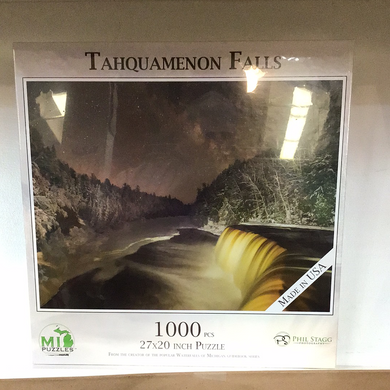 TAHQUAMENON FALLS
MADE IN USA
1000 PCS
27x20 INCH PUZZLE
MI
PUZZLES
PHIL STAGG